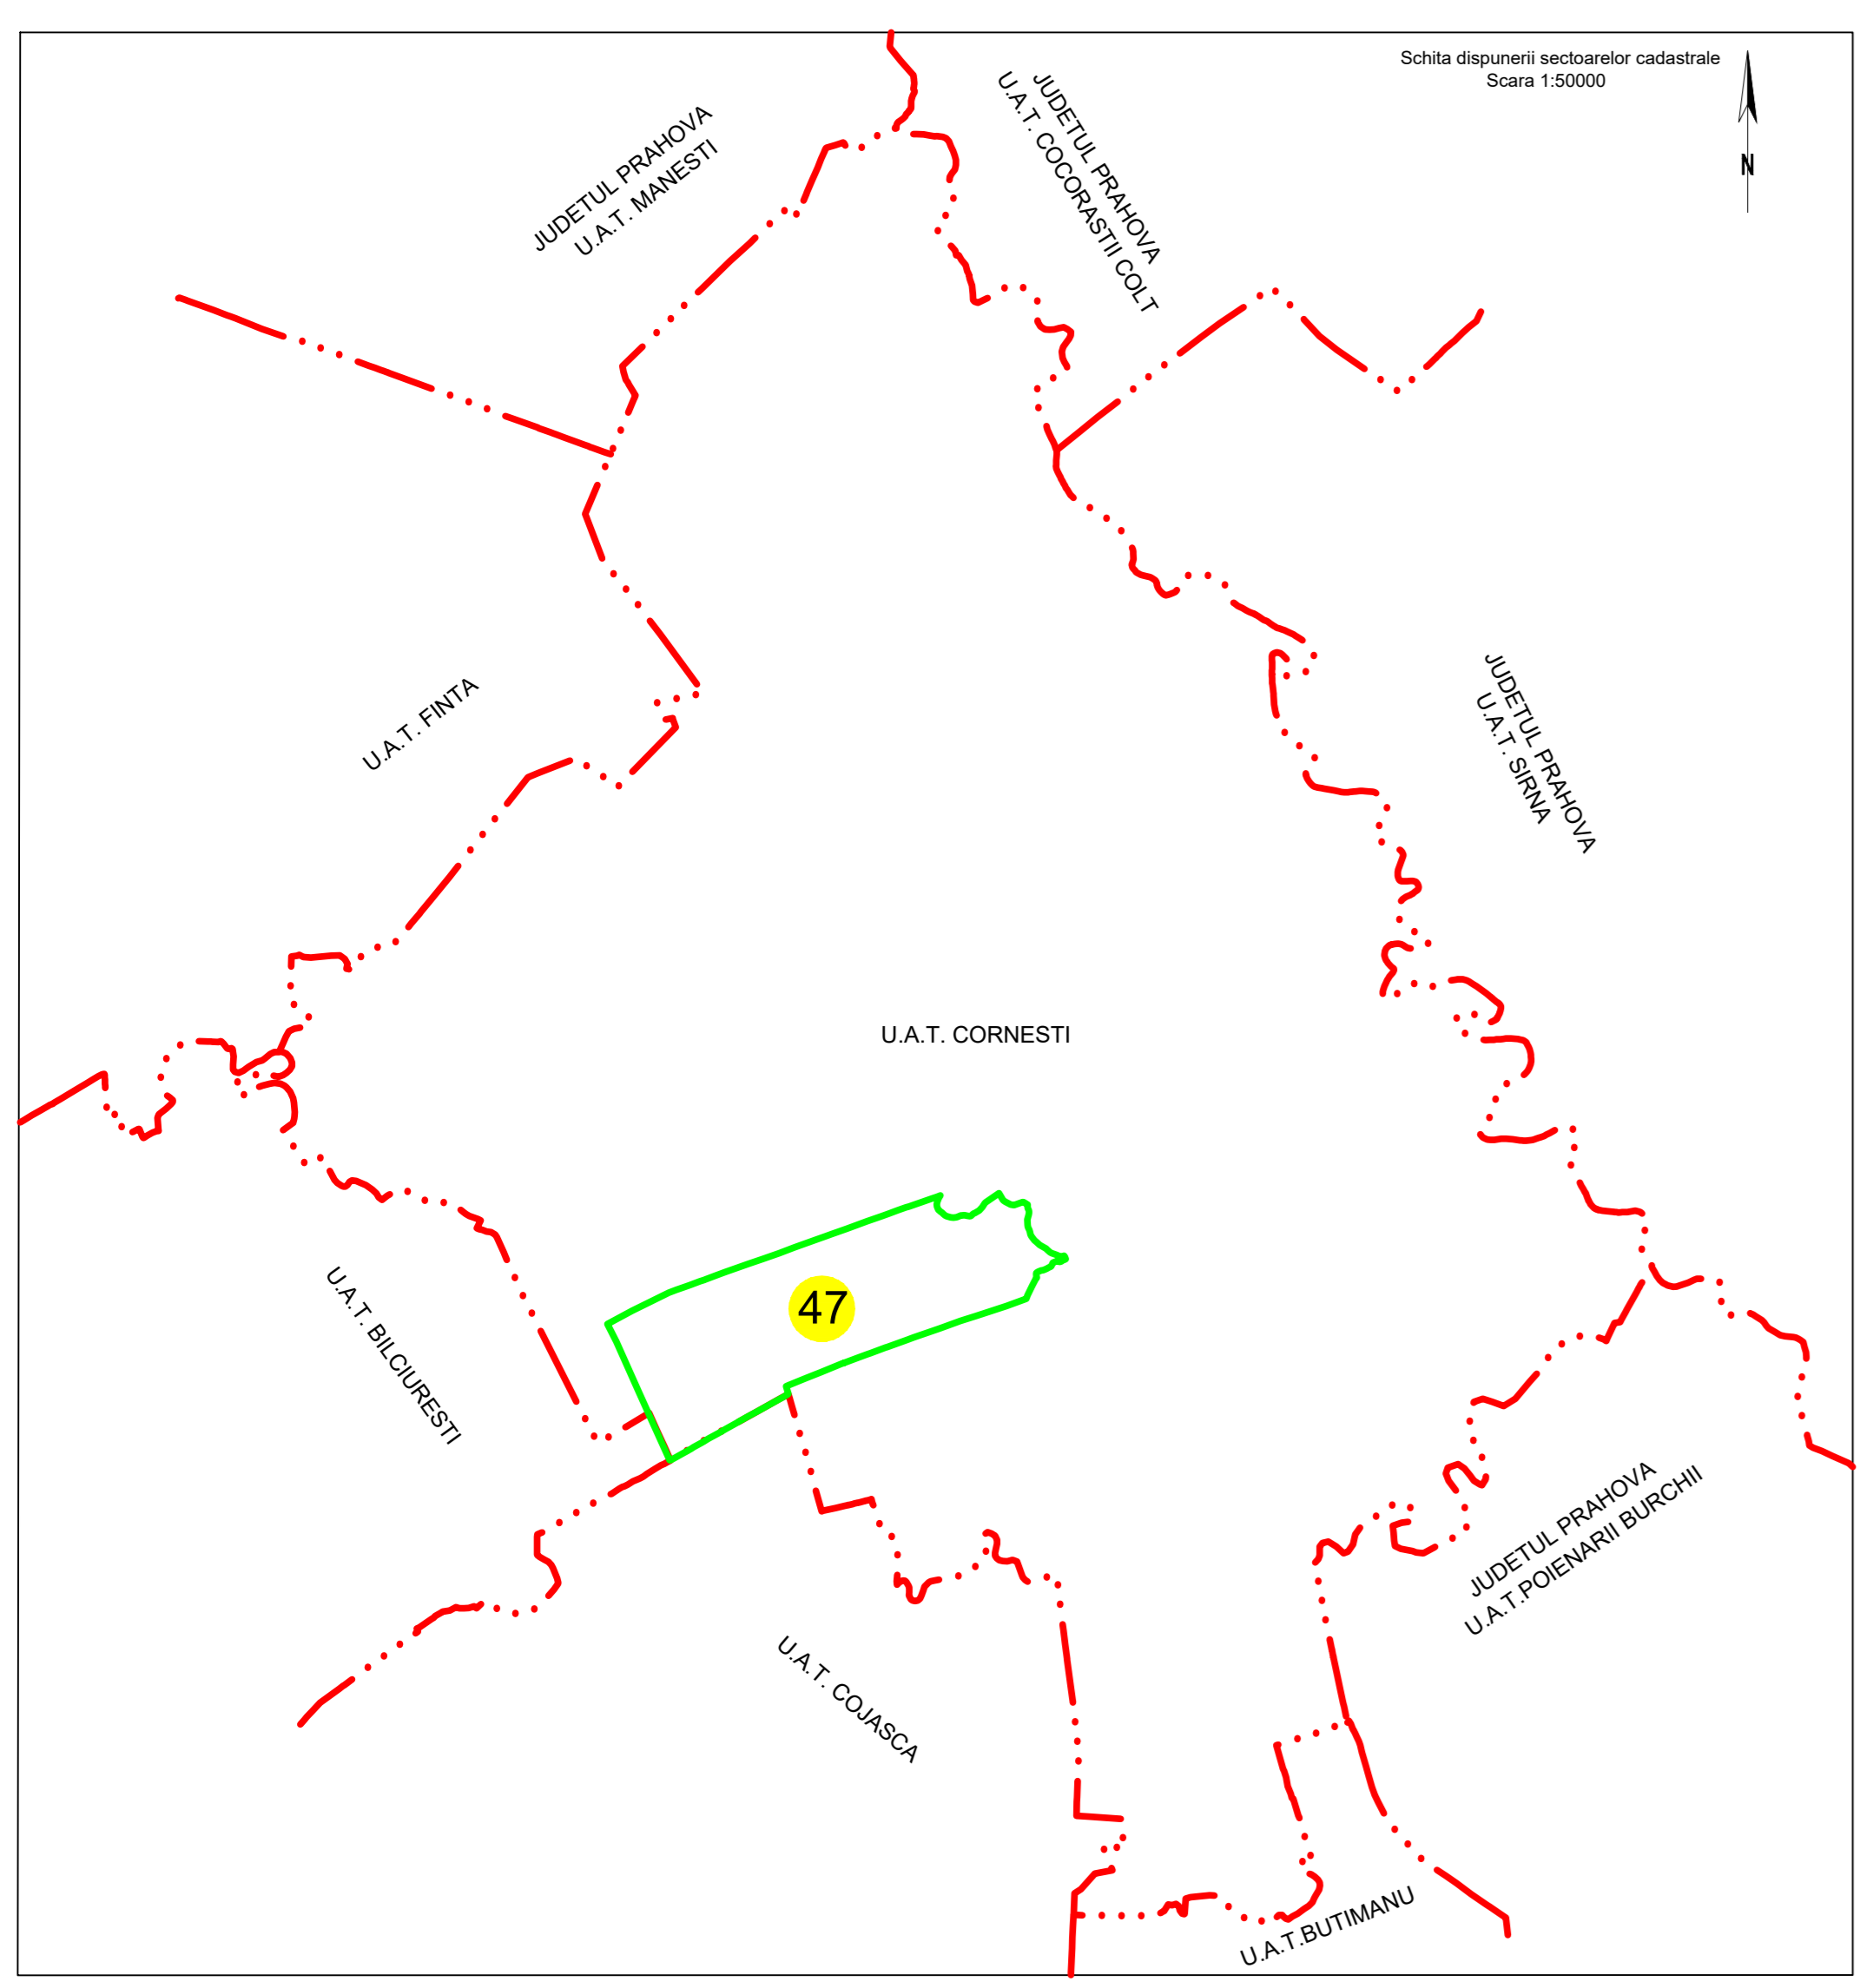 Schita dispunerii sectoarelor cadastrale
Scara 1:50000
N
JUDETUL PRAHOVA
U.A.T. MANESTI
JUDETUL PRAHOVA
U.A.T. COCORASTII COLT
U.A.T. FINTA
JUDETUL PRAHOVA
U.A.T. SIRNA
U.A.T. CORNESTI
47
U.A.T. BILCIURESTI
JUDETUL PRAHOVA
U.A.T.POIENARII BURCHII
U.A.T. COJASCA
U.A.T.BUTIMANU